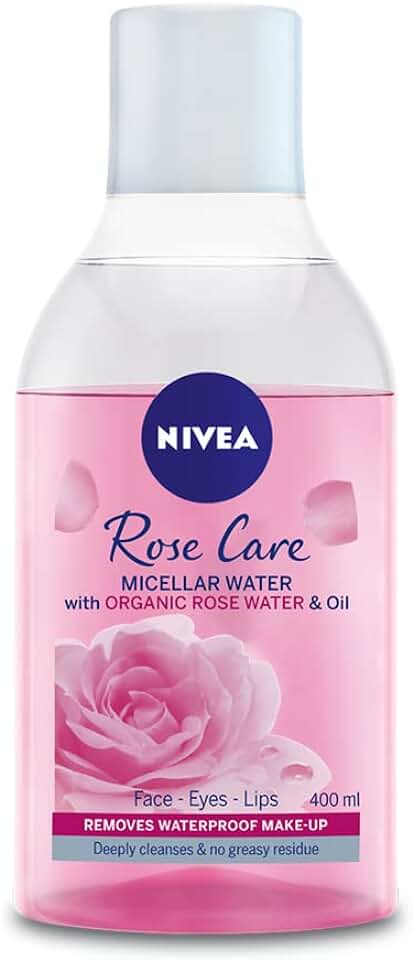 NIVEA
Rose Care
MICELLAR WATER
with ORGANIC ROSE WATER & Oil
Face - Eyes - Lips 400 ml
REMOVES WATERPROOF MAKE-UP
Deeply cleanses & no greasy residue